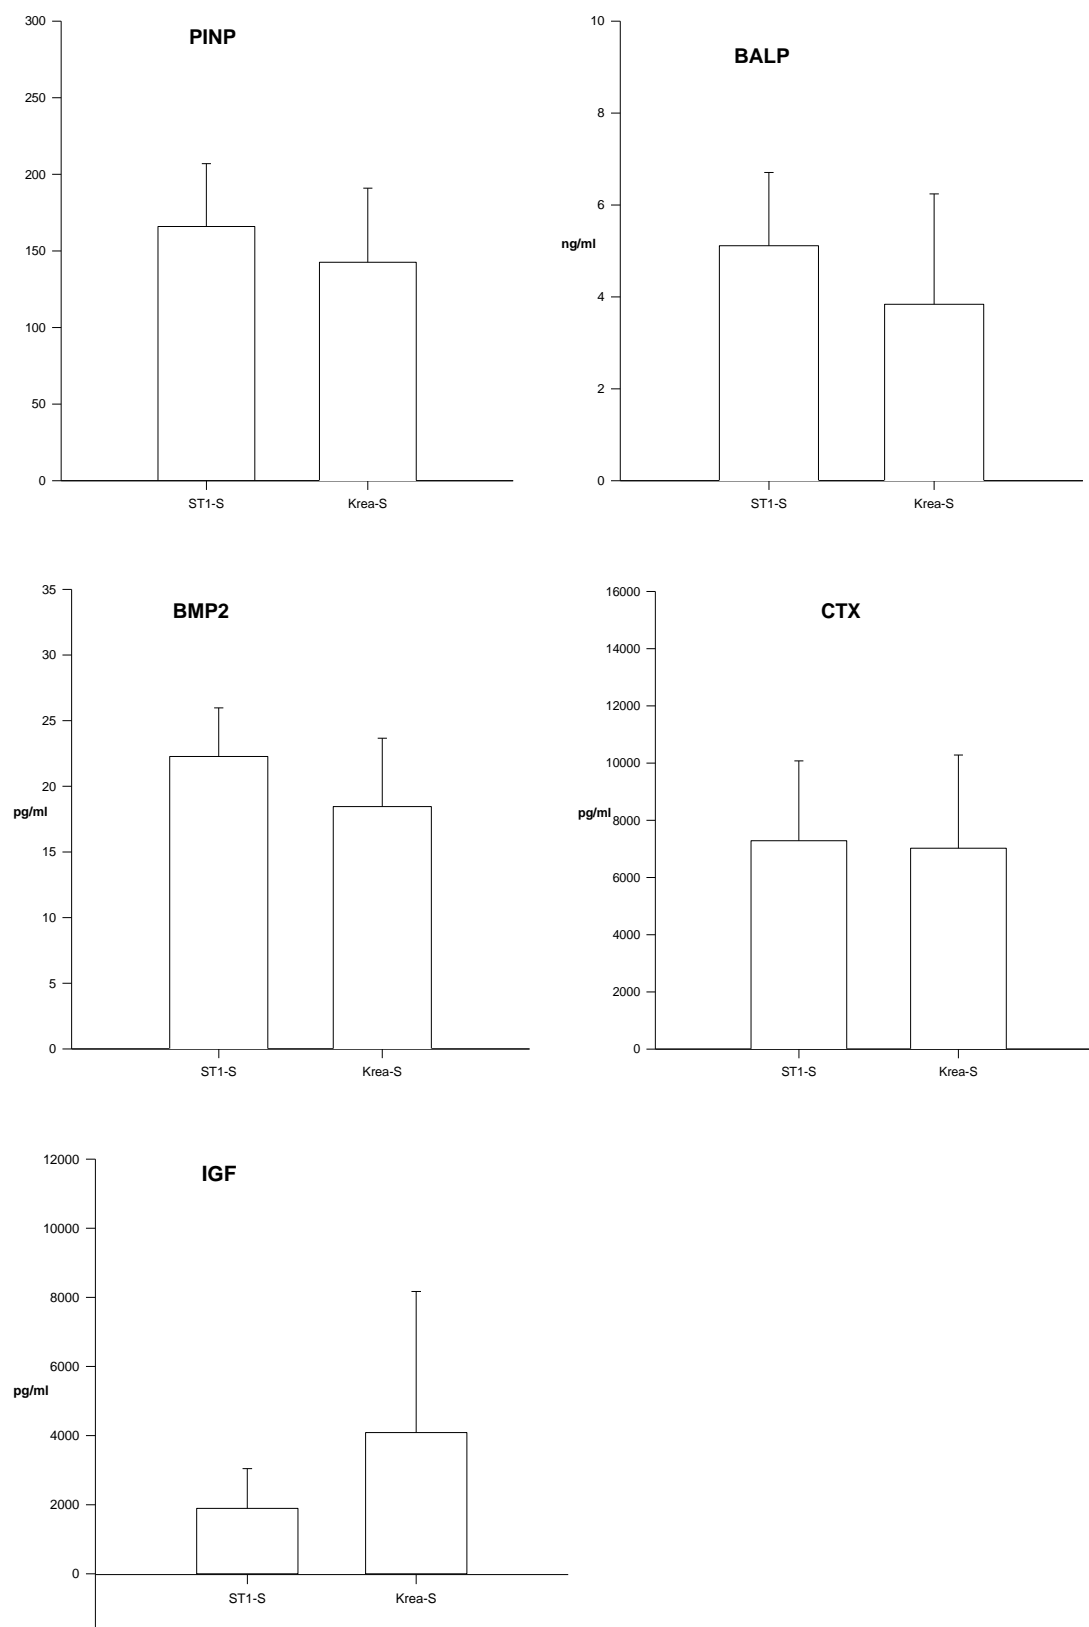 PINP
300
250
200
150
100
50
0
ST1-S Krea-S
BALP
10
8
6
ng/ml
4
2
0
ST1-S Krea-S
BMP2
35
30
25
20
pg/ml
15
10
5
0
ST1-S Krea-S
CTX
16000
14000
12000
10000
pg/ml
8000
6000
4000
2000
0
ST1-S Krea-S
IGF
12000
10000
8000
6000
pg/ml
4000
2000
0
ST1-S Krea-S